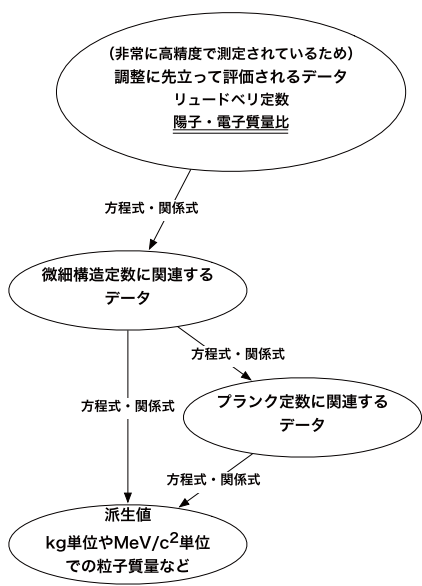 （非常に高精度で測定されているため）
調整に先立って評価されるデータ
リュードベリ定数
陽子・電子質量比
方程式・関係式
微細構造定数に関連する
データ
方程式・関係式
プランク定数に関連する
データ
方程式・関係式
方程式・関係式
派生値
kg単位やMeV/c²単位
での粒子質量など